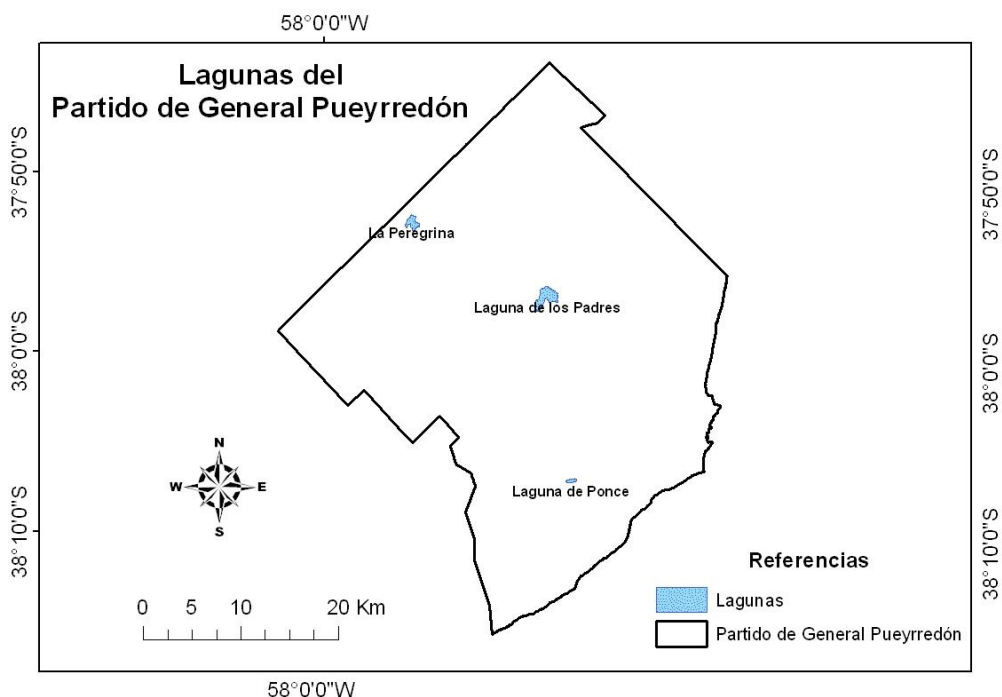 58°0'0"W
Lagunas del
Partido de General Pueyrredón
37°50'0"S
37°50'0"S
La Peregrina
Laguna de los Padres
38°0'0"S
38°0'0"S
N
W E
S
Laguna de Ponce
38°10'0"S
38°10'0"S
Referencias
Lagunas
Partido de General Pueyrredón
0 5 10 20 Km
58°0'0"W